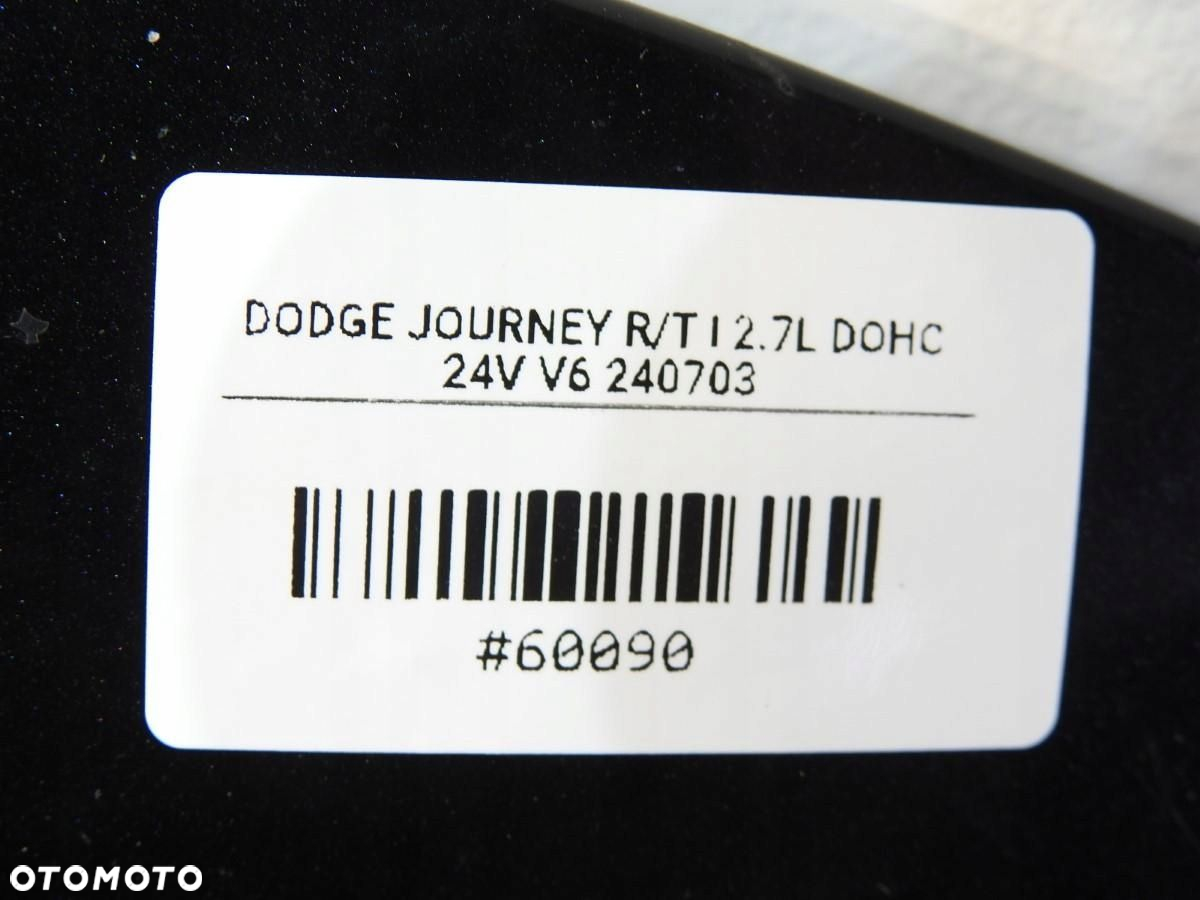 DODGE JOURNEY R/T I 2.7L DOHC
24V V6 240703
#60090
OTOMOTO